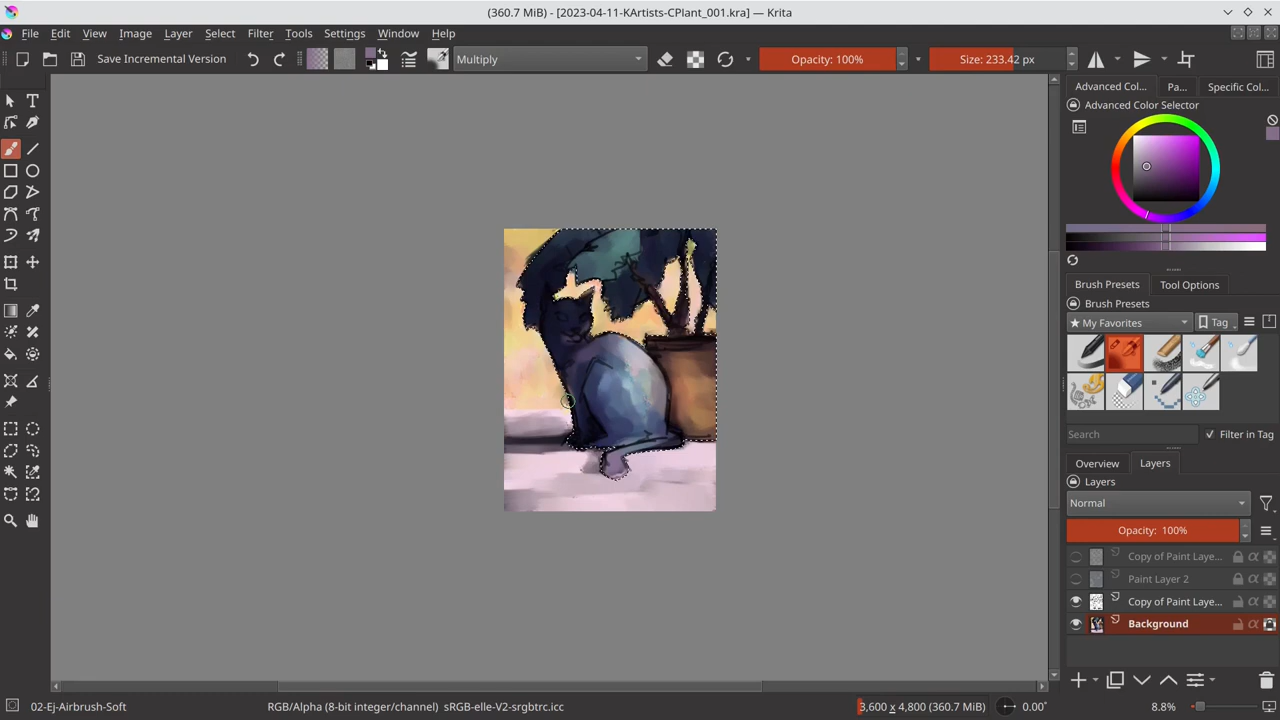 (360.7 MiB) - [2023-04-11-KArtists-CPlant_001.kra] — Krita
File Edit View Image Layer Select Filter Tools Settings Window Help
Save Incremental Version
Multiply
Opacity: 100%
Size: 233.42 px
Advanced Col...
Pa...
Specific Col...
Advanced Color Selector
Brush Presets
Tool Options
Brush Presets
★ My Favorites
Tag
Search
Filter in Tag
Overview
Layers
Layers
Normal
Opacity: 100%
Copy of Paint Laye...
Paint Layer 2
Copy of Paint Laye...
Background
02-Ej-Airbrush-Soft
RGB/Alpha (8-bit integer/channel) sRGB-elle-V2-srgbtrc.icc
3,600 x 4,800 (360.7 MiB)
0.00°
8.8%